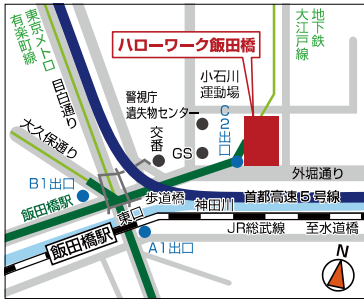 東京メトロ
有楽町線
目白通り
大久保通り
ハローワーク飯田橋
地下鉄
大江戸線
小石川
運動場
警視庁
遺失物センター
交番
GS
C2出口
外堀通り
B1出口
飯田橋駅
歩道橋
神田川
首都高速5号線
東口
飯田橋駅
A1出口
JR総武線
至水道橋
N